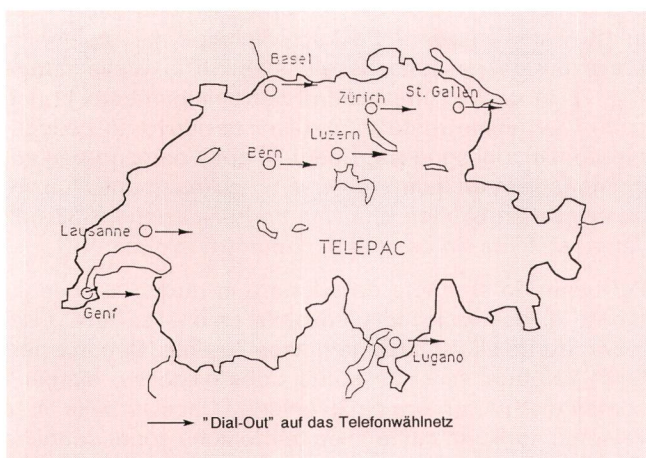 Basel
Zürich
St. Gallen
Luzern
Bern
Lausanne
TELEPAC
Genf
Lugano
"Dial-Out" auf das Telefonwählnetz